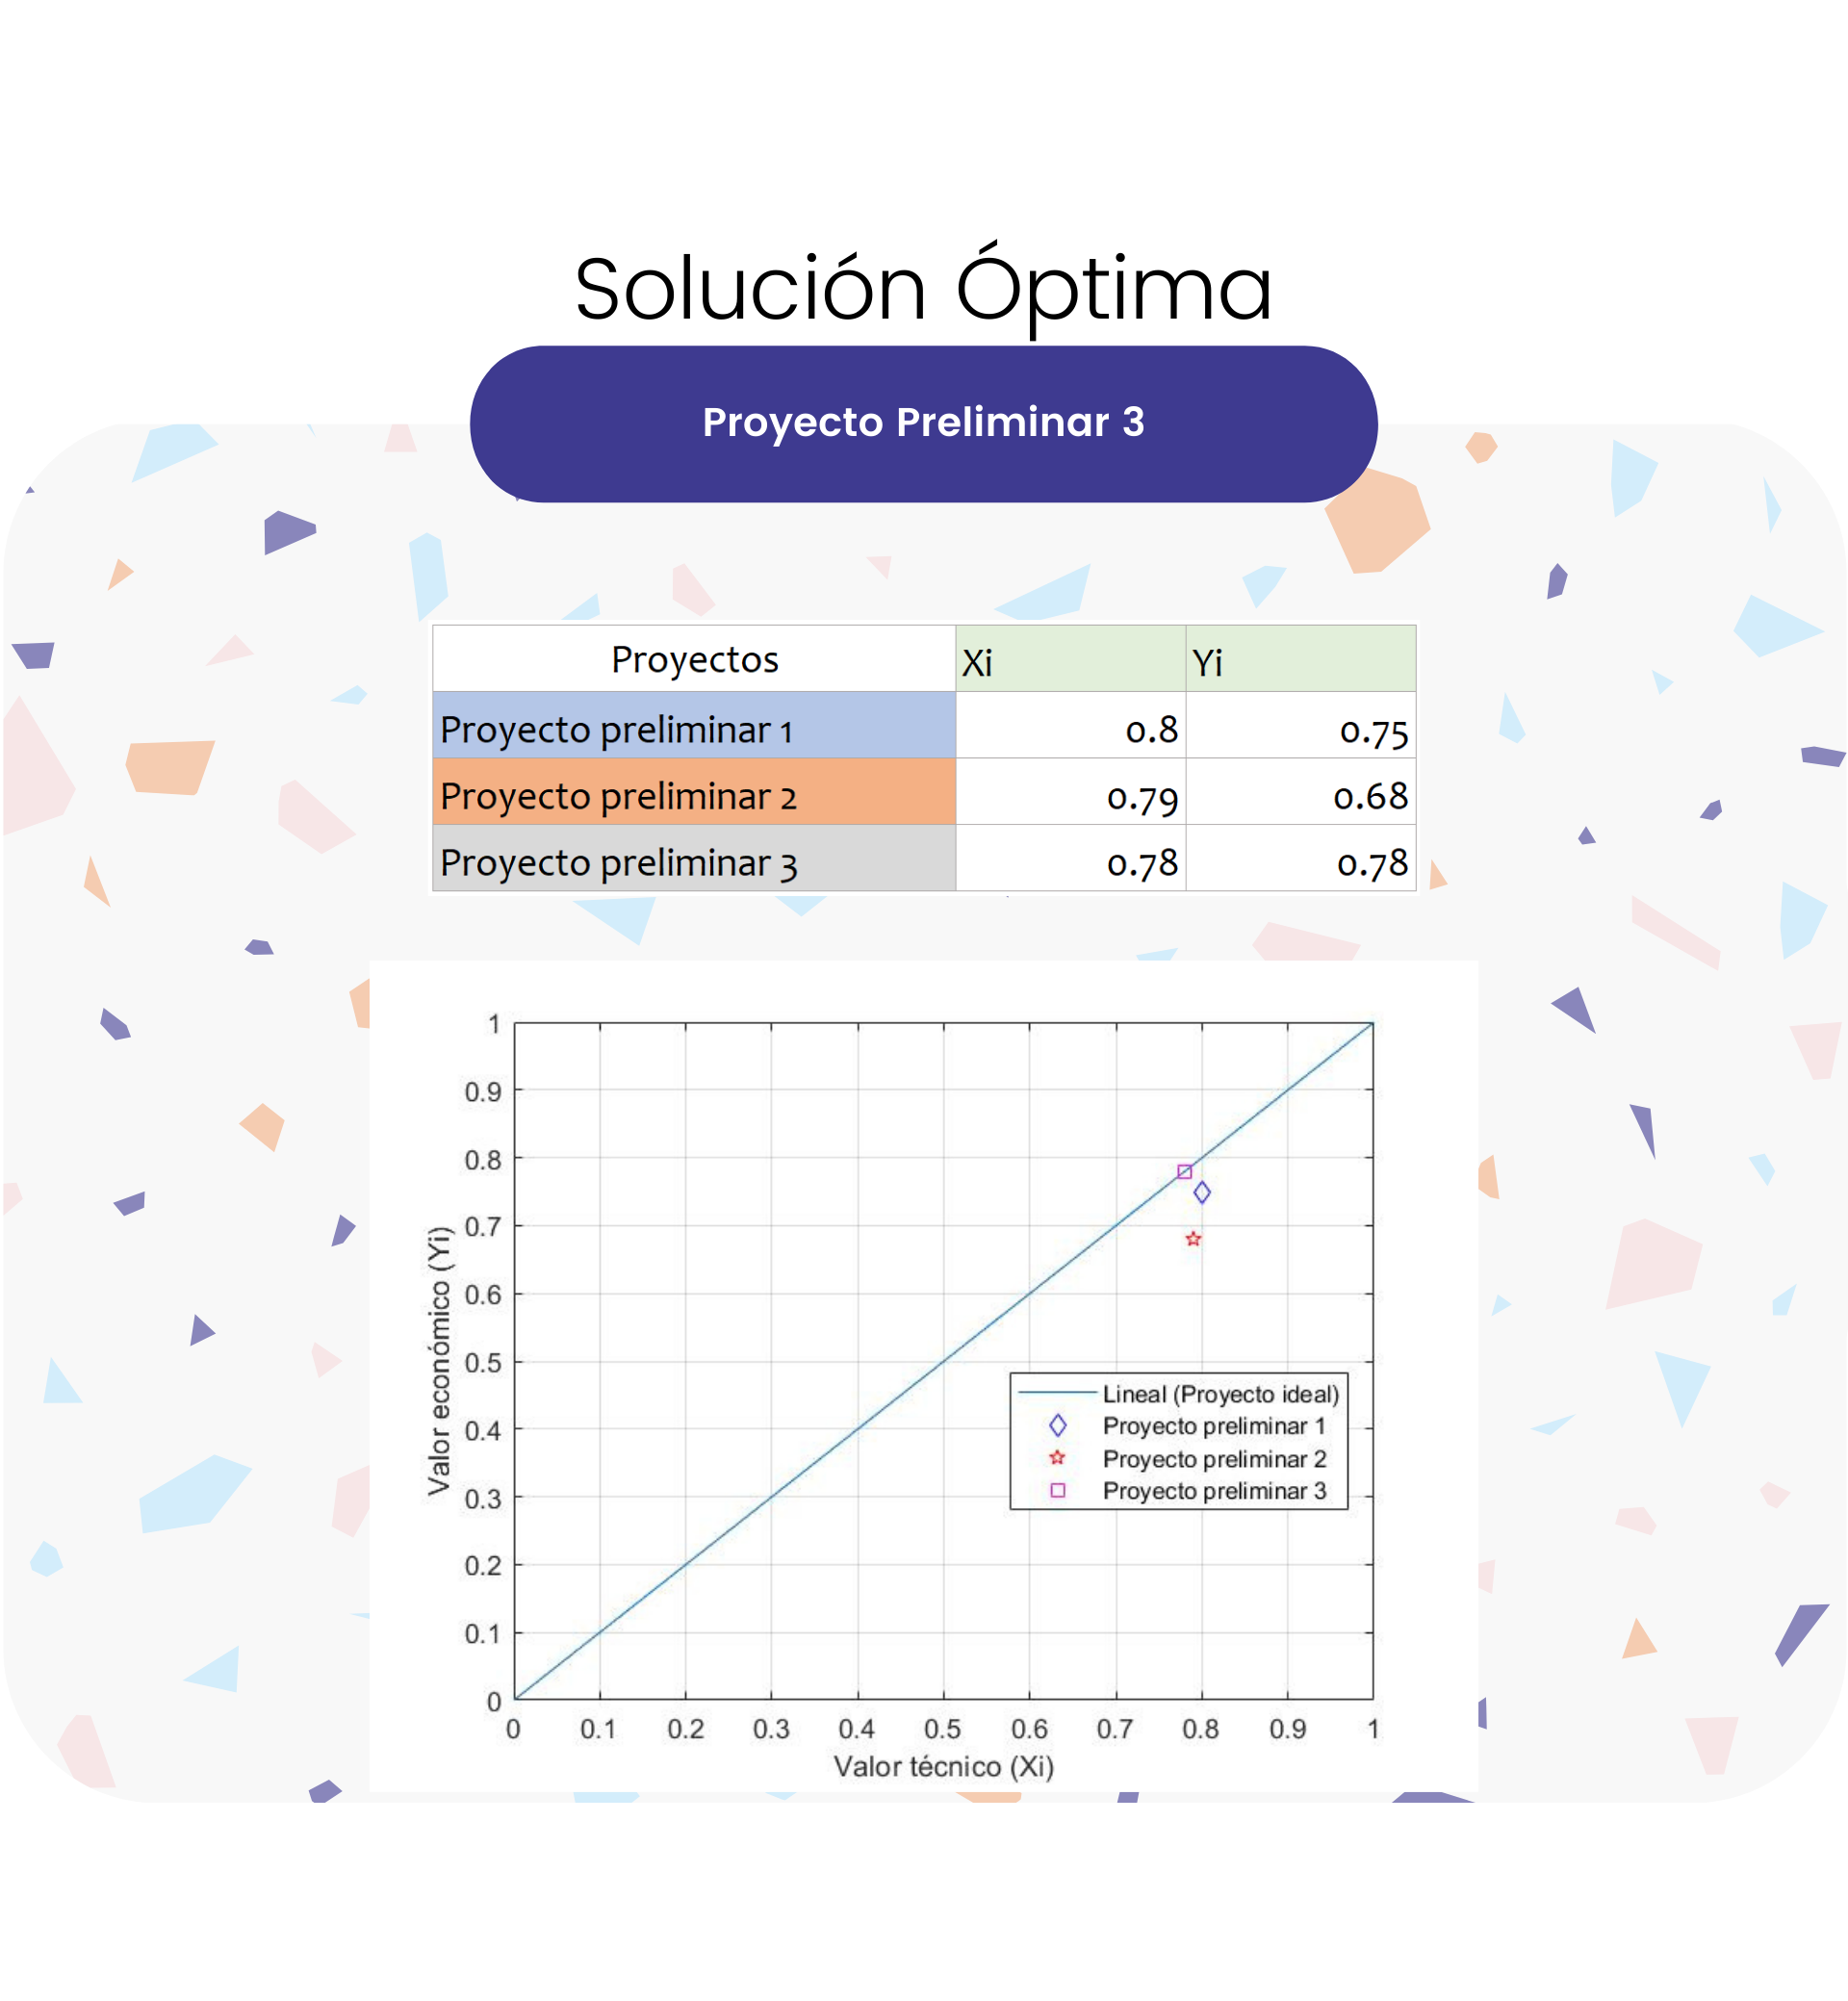 Solución Óptima
Proyecto Preliminar 3
Proyectos Xi Yi
Proyecto preliminar 1 0.8 0.75
Proyecto preliminar 2 0.79 0.68
Proyecto preliminar 3 0.78 0.78
1
0.9
0.8
0.7
0.6
0.5
0.4
0.3
0.2
0.1
0
Valor económico (Yi)
Lineal (Proyecto ideal)
Proyecto preliminar 1
Proyecto preliminar 2
Proyecto preliminar 3
0 0.1 0.2 0.3 0.4 0.5 0.6 0.7 0.8 0.9 1
Valor técnico (Xi)